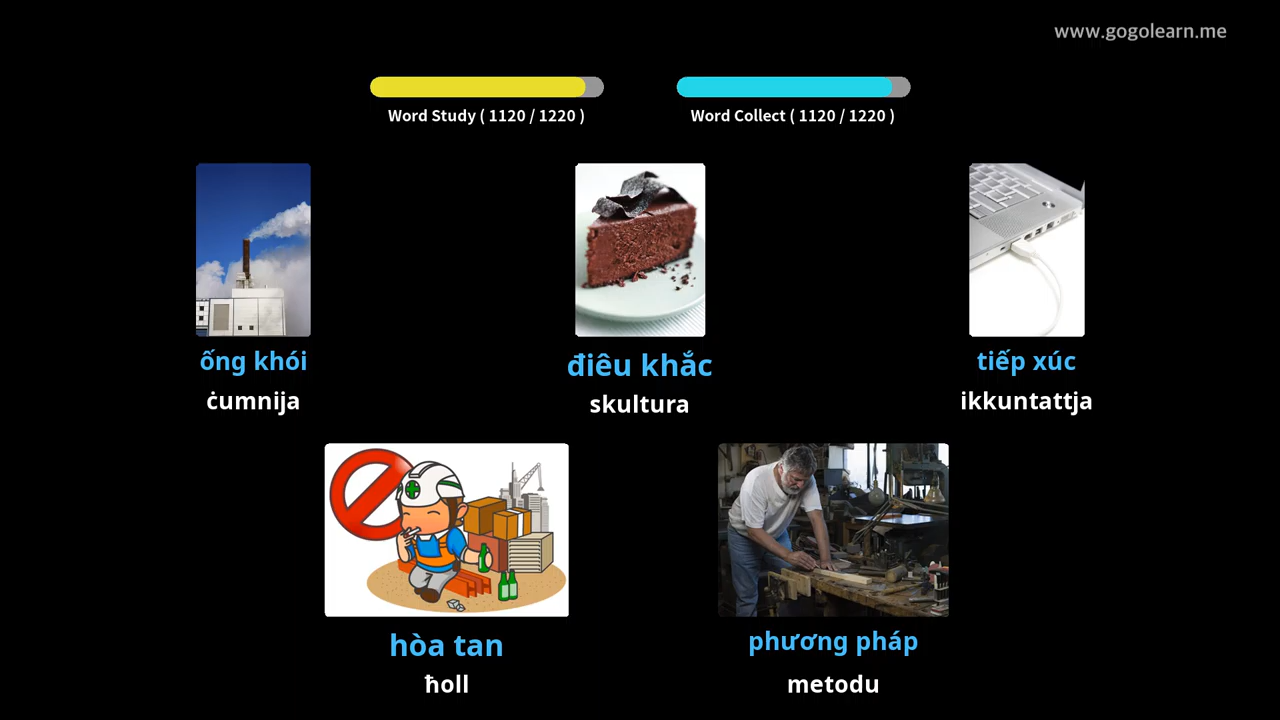 www.gogolearn.me
Word Study ( 1120 / 1220 )
Word Collect ( 1120 / 1220 )
ống khói
ċumnija
điêu khắc
skultura
tiếp xúc
ikkuntattja
hòa tan
ħoll
phương pháp
metodu